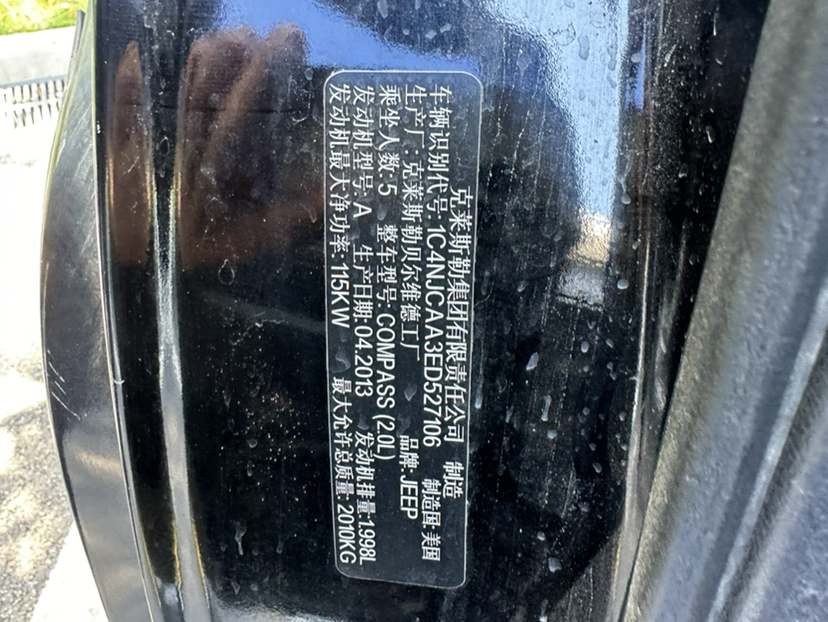 克莱斯勒集团有限责任公司 制造
车辆识别代号: 1C4NJCAA3ED527106 制造国: 美国
生产厂: 克莱斯勒贝尔维德工厂 品牌: JEEP
乘坐人数: 5 整车型号: COMPASS (2.0L)
发动机型号: A 生产日期: 04.2013 发动机排量: 1.998L
发动机最大净功率: 115KW 最大允许总质量: 2010KG